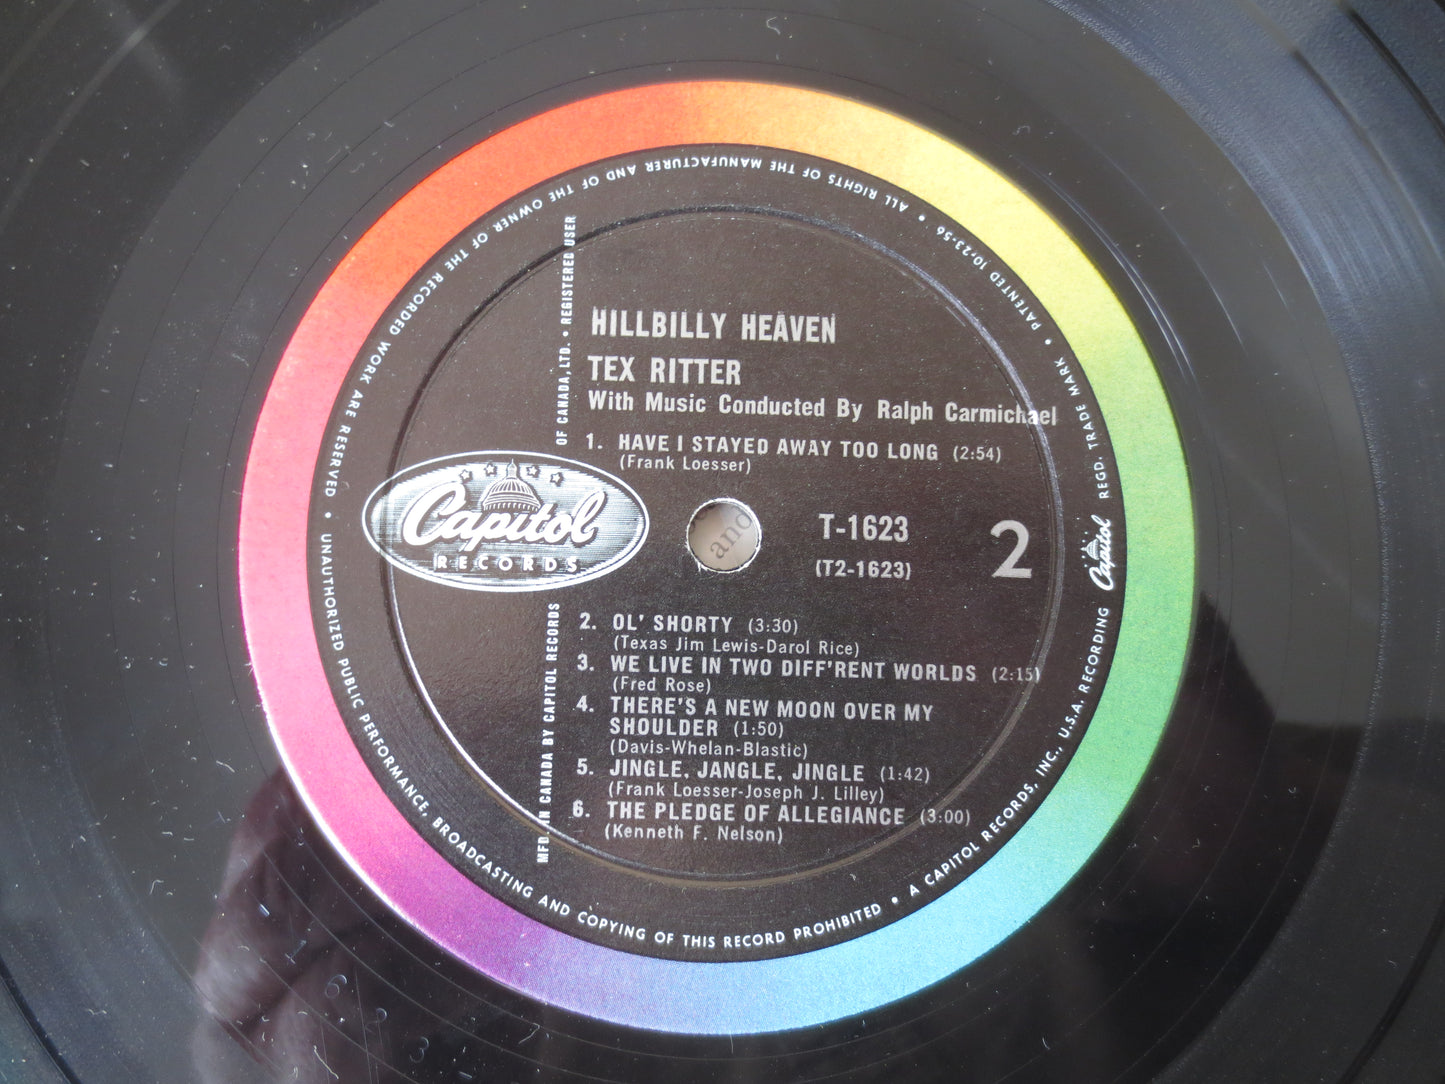 HILLBILLY HEAVEN
TEX RITTER
With Music Conducted By Ralph Carmichael
1. HAVE I STAYED AWAY TOO LONG (2:54)
(Frank Loesser)
Capitol
RECORDS
and
T-1623
(T2-1623)
2
2. OL' SHORTY (3:30)
(Texas Jim Lewis-Darol Rice)
3. WE LIVE IN TWO DIFF'RENT WORLDS (2:15)
(Fred Rose)
4. THERE'S A NEW MOON OVER MY
SHOULDER (1:50)
(Davis-Whelan-Blastic)
5. JINGLE, JANGLE, JINGLE (1:42)
(Frank Loesser-Joseph J. Lilley)
6. THE PLEDGE OF ALLEGIANCE (3:00)
(Kenneth F. Nelson)
MFD. IN CANADA BY CAPITOL RECORDS OF CANADA, LTD. • REGISTERED USER
Capitol REGD. TRADE MARK • PATENTED 10-23-56 • ALL RIGHTS OF THE MANUFACTURER AND OF THE OWNER OF THE RECORDED WORK ARE RESERVED • UNAUTHORIZED PUBLIC PERFORMANCE, BROADCASTING AND COPYING OF THIS RECORD PROHIBITED • A CAPITOL RECORDS, INC., U.S.A. RECORDING